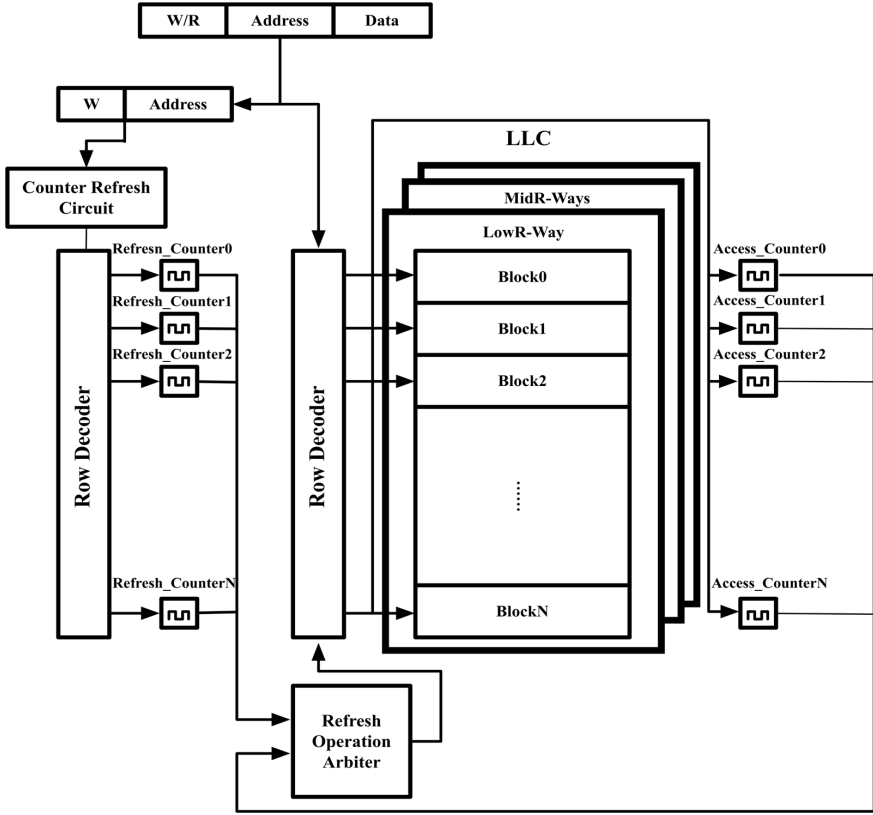 W/R Address Data
W Address
LLC
Counter Refresh
Circuit
MidR-Ways
LowR-Way
Refresn_Counter0
Refresh_Counter1
Refresh_Counter2
Refresh_CounterN
Row Decoder
Row Decoder
Block0
Block1
Block2
......
BlockN
Access_Counter0
Access_Counter1
Access_Counter2
Access_CounterN
Refresh
Operation
Arbiter